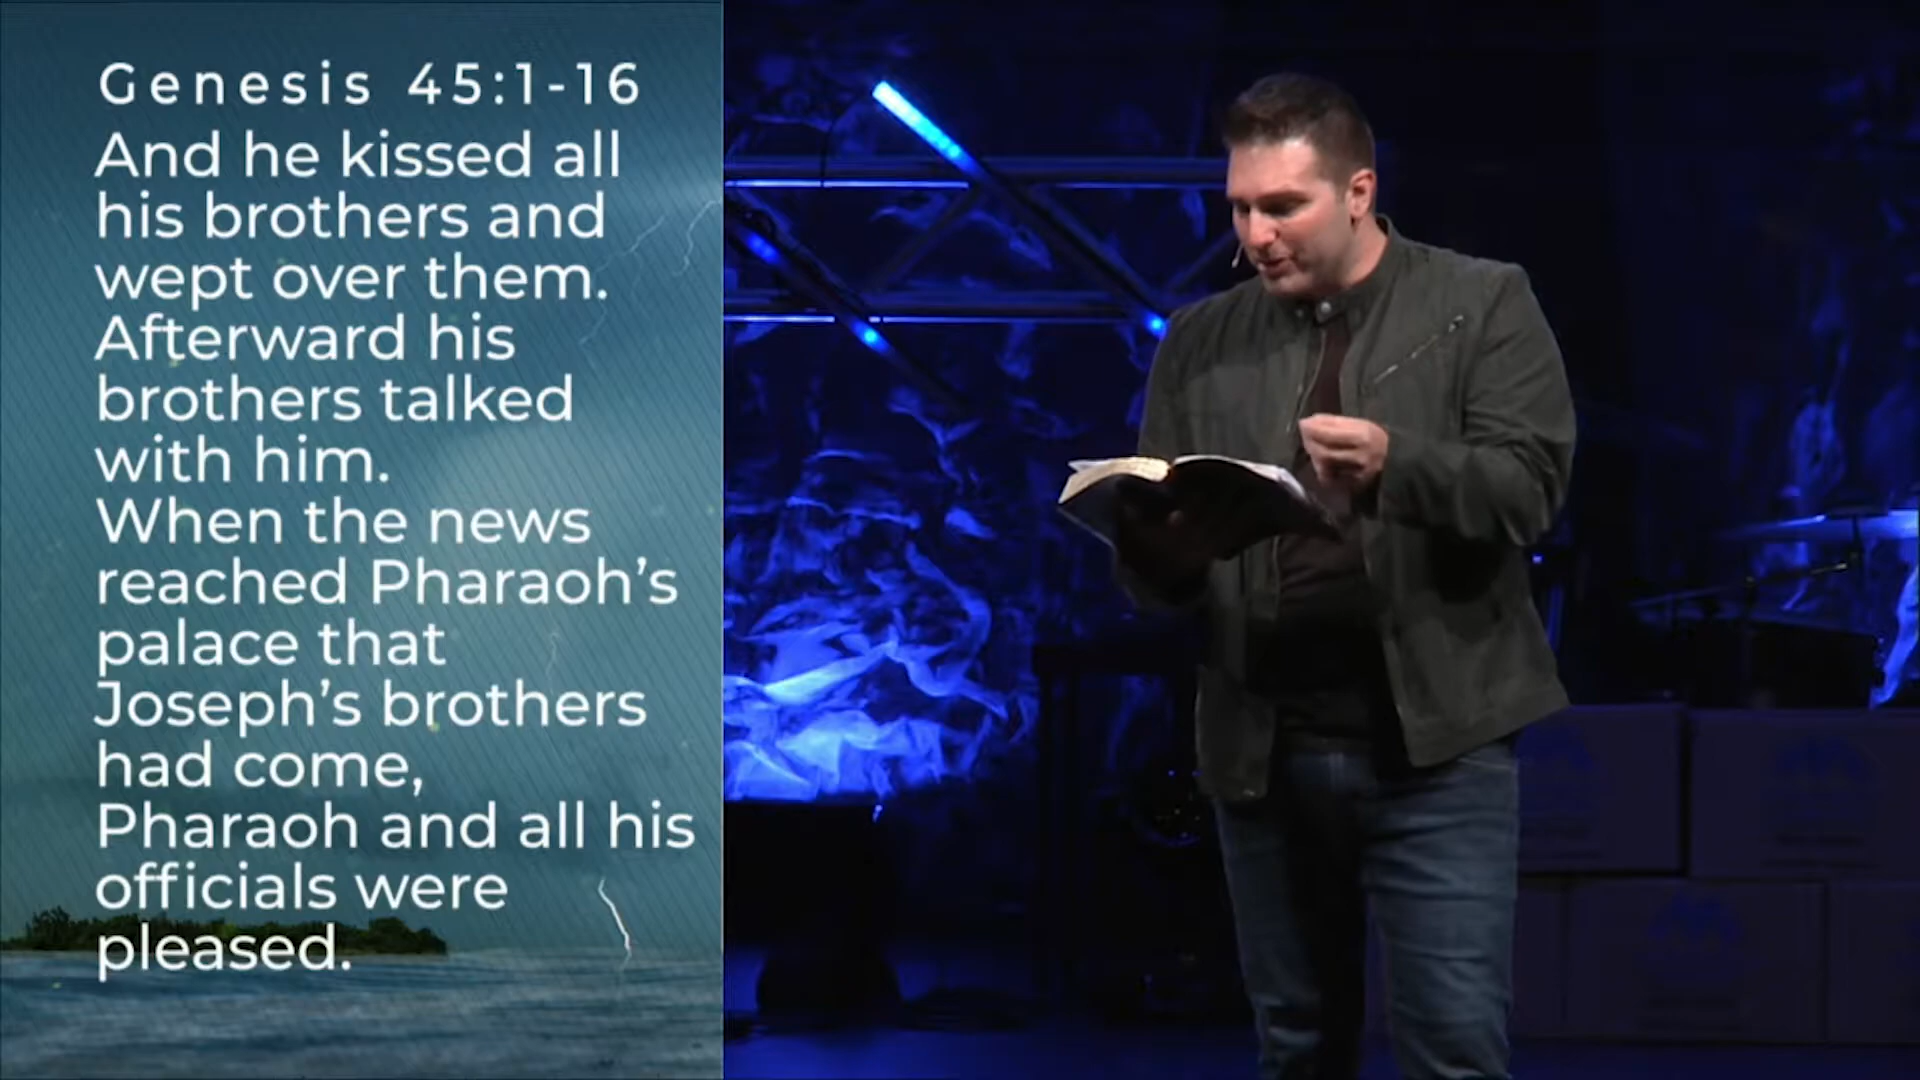 Genesis 45:1-16
And he kissed all
his brothers and
wept over them.
Afterward his
brothers talked
with him.
When the news
reached Pharaoh’s
palace that
Joseph’s brothers
had come,
Pharaoh and all his
officials were
pleased.